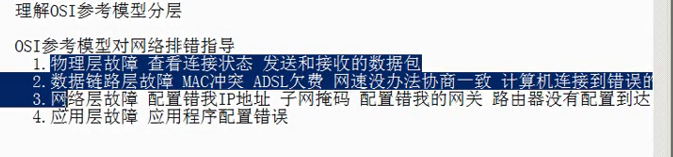 理解OSI参考模型分层
OSI参考模型对网络排错指导
1.物理层故障 查看连接状态 发送和接收的数据包
2.数据链路层故障 MAC冲突 ADSL欠费 网速没办法协商一致 计算机连接到错误的
3.网络层故障 配置错我IP地址 子网掩码 配置错我的网关 路由器没有配置到达
4.应用层故障 应用程序配置错误